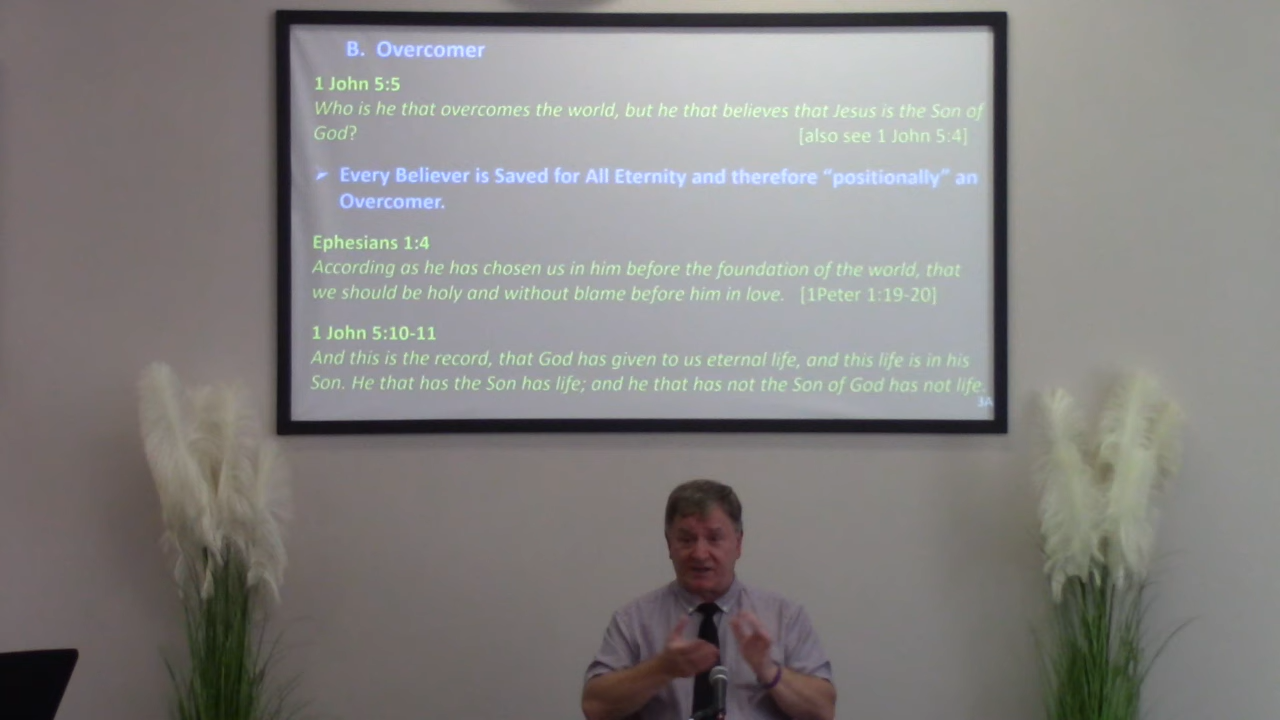 B. Overcomer
1 John 5:5
Who is he that overcomes the world, but he that believes that Jesus is the Son of
God? [also see 1 John 5:4]
➢ Every Believer is Saved for All Eternity and therefore “positionally” an
Overcomer.
Ephesians 1:4
According as he has chosen us in him before the foundation of the world, that
we should be holy and without blame before him in love. [1Peter 1:19-20]
1 John 5:10-11
And this is the record, that God has given to us eternal life, and this life is in his
Son. He that has the Son has life; and he that has not the Son of God has not life.
3A